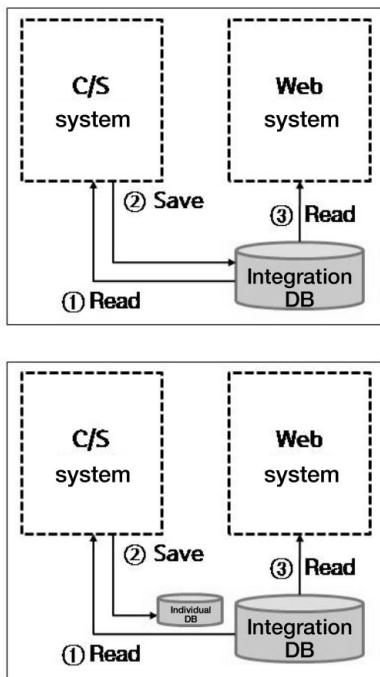 C/S
system
Web
system
② Save
③ Read
Integration
DB
① Read
C/S
system
Web
system
② Save
③ Read
Individual
DB
Integration
DB
① Read